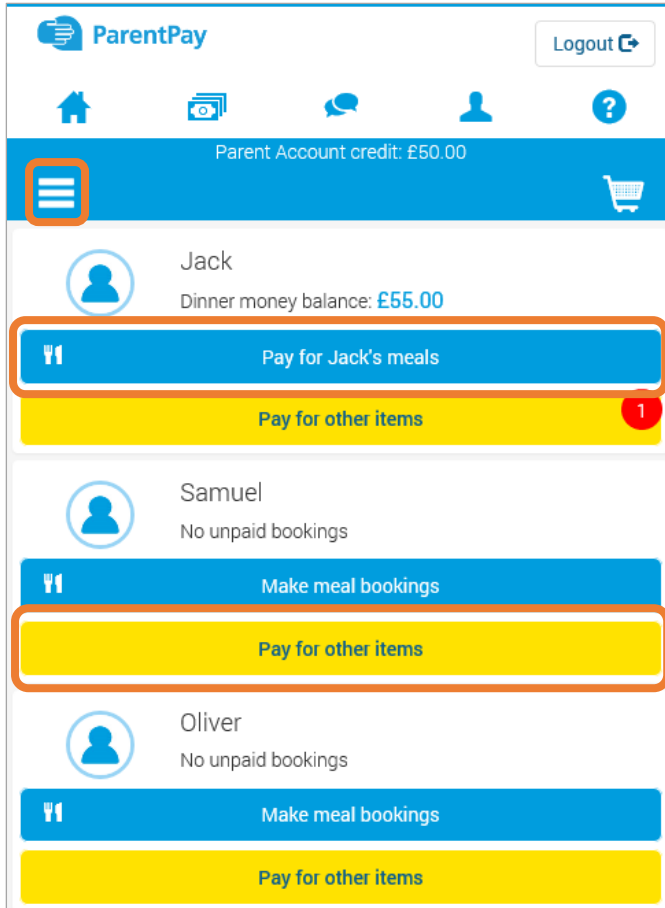 ParentPay
Logout
?
Parent Account credit: £50.00
Jack
Dinner money balance: £55.00
Pay for Jack's meals
1
Pay for other items
Samuel
No unpaid bookings
Make meal bookings
Pay for other items
Oliver
No unpaid bookings
Make meal bookings
Pay for other items